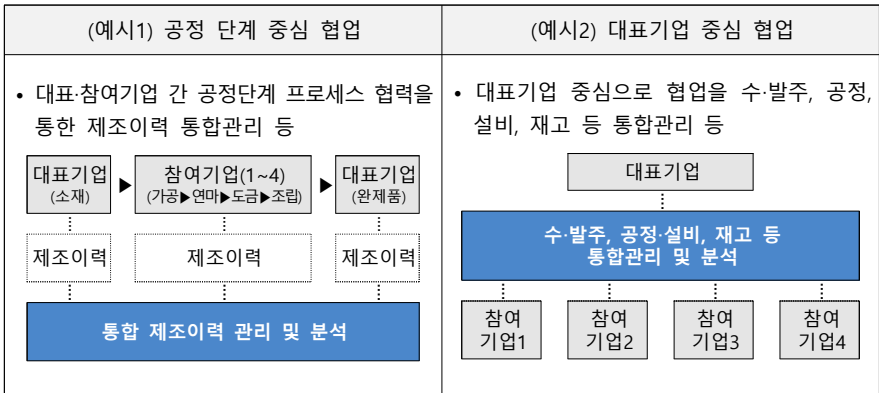 (예시1) 공정 단계 중심 협업
• 대표·참여기업 간 공정단계 프로세스 협력을
통한 제조이력 통합관리 등
대표기업
(소재)
▶
참여기업(1~4)
(가공▶연마▶도금▶조립)
▶
대표기업
(완제품)
제조이력
제조이력
제조이력
통합 제조이력 관리 및 분석
(예시2) 대표기업 중심 협업
• 대표기업 중심으로 협업을 수·발주, 공정,
설비, 재고 등 통합관리 등
대표기업
수·발주, 공정·설비, 재고 등
통합관리 및 분석
참여
기업1
참여
기업2
참여
기업3
참여
기업4